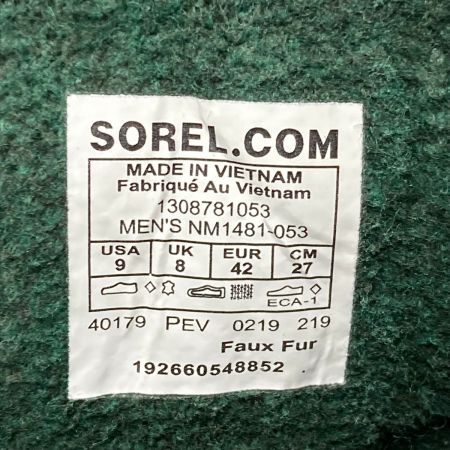 SOREL.COM
MADE IN VIETNAM
Fabriqué Au Vietnam
1308781053
MEN'S NM1481-053
USA UK EUR CM
9 8 42 27
ECA-1
40179 PEV 0219 219
Faux Fur
192660548852